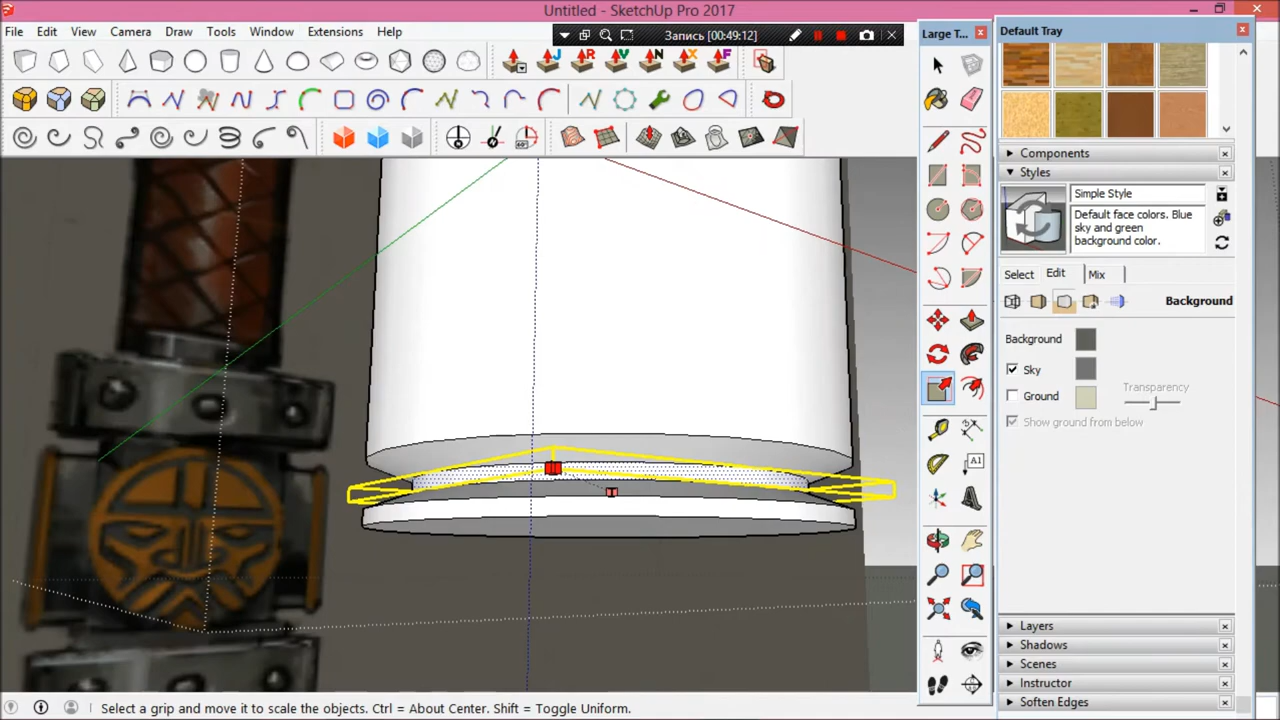 Untitled - SketchUp Pro 2017
File Edit View Camera Draw Tools Window Extensions Help
Запись [00:49:12]
J R V N X F
Large T...
Default Tray
Components
Styles
Simple Style
Default face colors. Blue
sky and green
background color.
Select Edit Mix
Background
Background
Sky
Ground
Transparency
Show ground from below
A1
Layers
Shadows
Scenes
Instructor
Soften Edges
Select a grip and move it to scale the objects. Ctrl = About Center. Shift = Toggle Uniform.